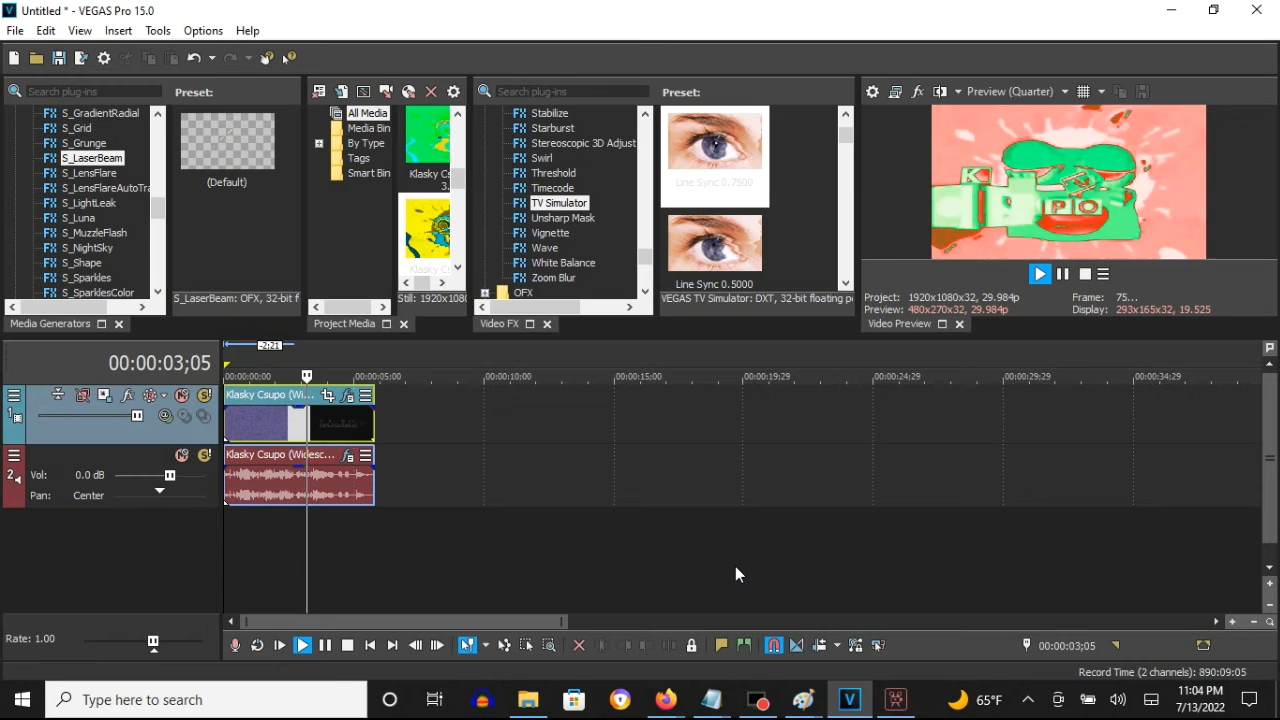 Untitled * - VEGAS Pro 15.0
File Edit View Insert Tools Options Help
Search plug-ins
Preset:
S_GradientRadial
S_Grid
S_Grunge
S_LaserBeam
S_LensFlare
S_LensFlareAutoTra
S_LightLeak
S_Luna
S_MuzzleFlash
S_NightSky
S_Shape
S_Sparkles
S_SparklesColor
(Default)
S_LaserBeam: OFX, 32-bit f
Media Generators
All Media
Media Bin
By Type
Tags
Smart Bin
Klasky Cs
3.
Klasky C
Still: 1920x1080
Project Media
Search plug-ins
Preset:
Stabilize
Starburst
Stereoscopic 3D Adjust
Swirl
Threshold
Timecode
TV Simulator
Unsharp Mask
Vignette
Wave
White Balance
Zoom Blur
OFX
Line Sync 0.7500
Line Sync 0.5000
VEGAS TV Simulator: DXT, 32-bit floating po
Video FX
Preview (Quarter)
K
P O
Project: 1920x1080x32, 29.984p
Preview: 480x270x32, 29.984p
Frame: 75...
Display: 293x165x32, 19.525
Video Preview
00:00:03;05
-2;21
00:00:00;00 00:00:05;00 00:00:10;00 00:00:15;00 00:00:19;29 00:00:24;29 00:00:29;29 00:00:34;29
1
Klasky Csupo (Wi...
2
Klasky Csupo (Widesc...
Vol: 0.0 dB
Pan: Center
Rate: 1.00
00:00:03;05
Record Time (2 channels): 890:09:05
Type here to search
65°F
11:04 PM
7/13/2022